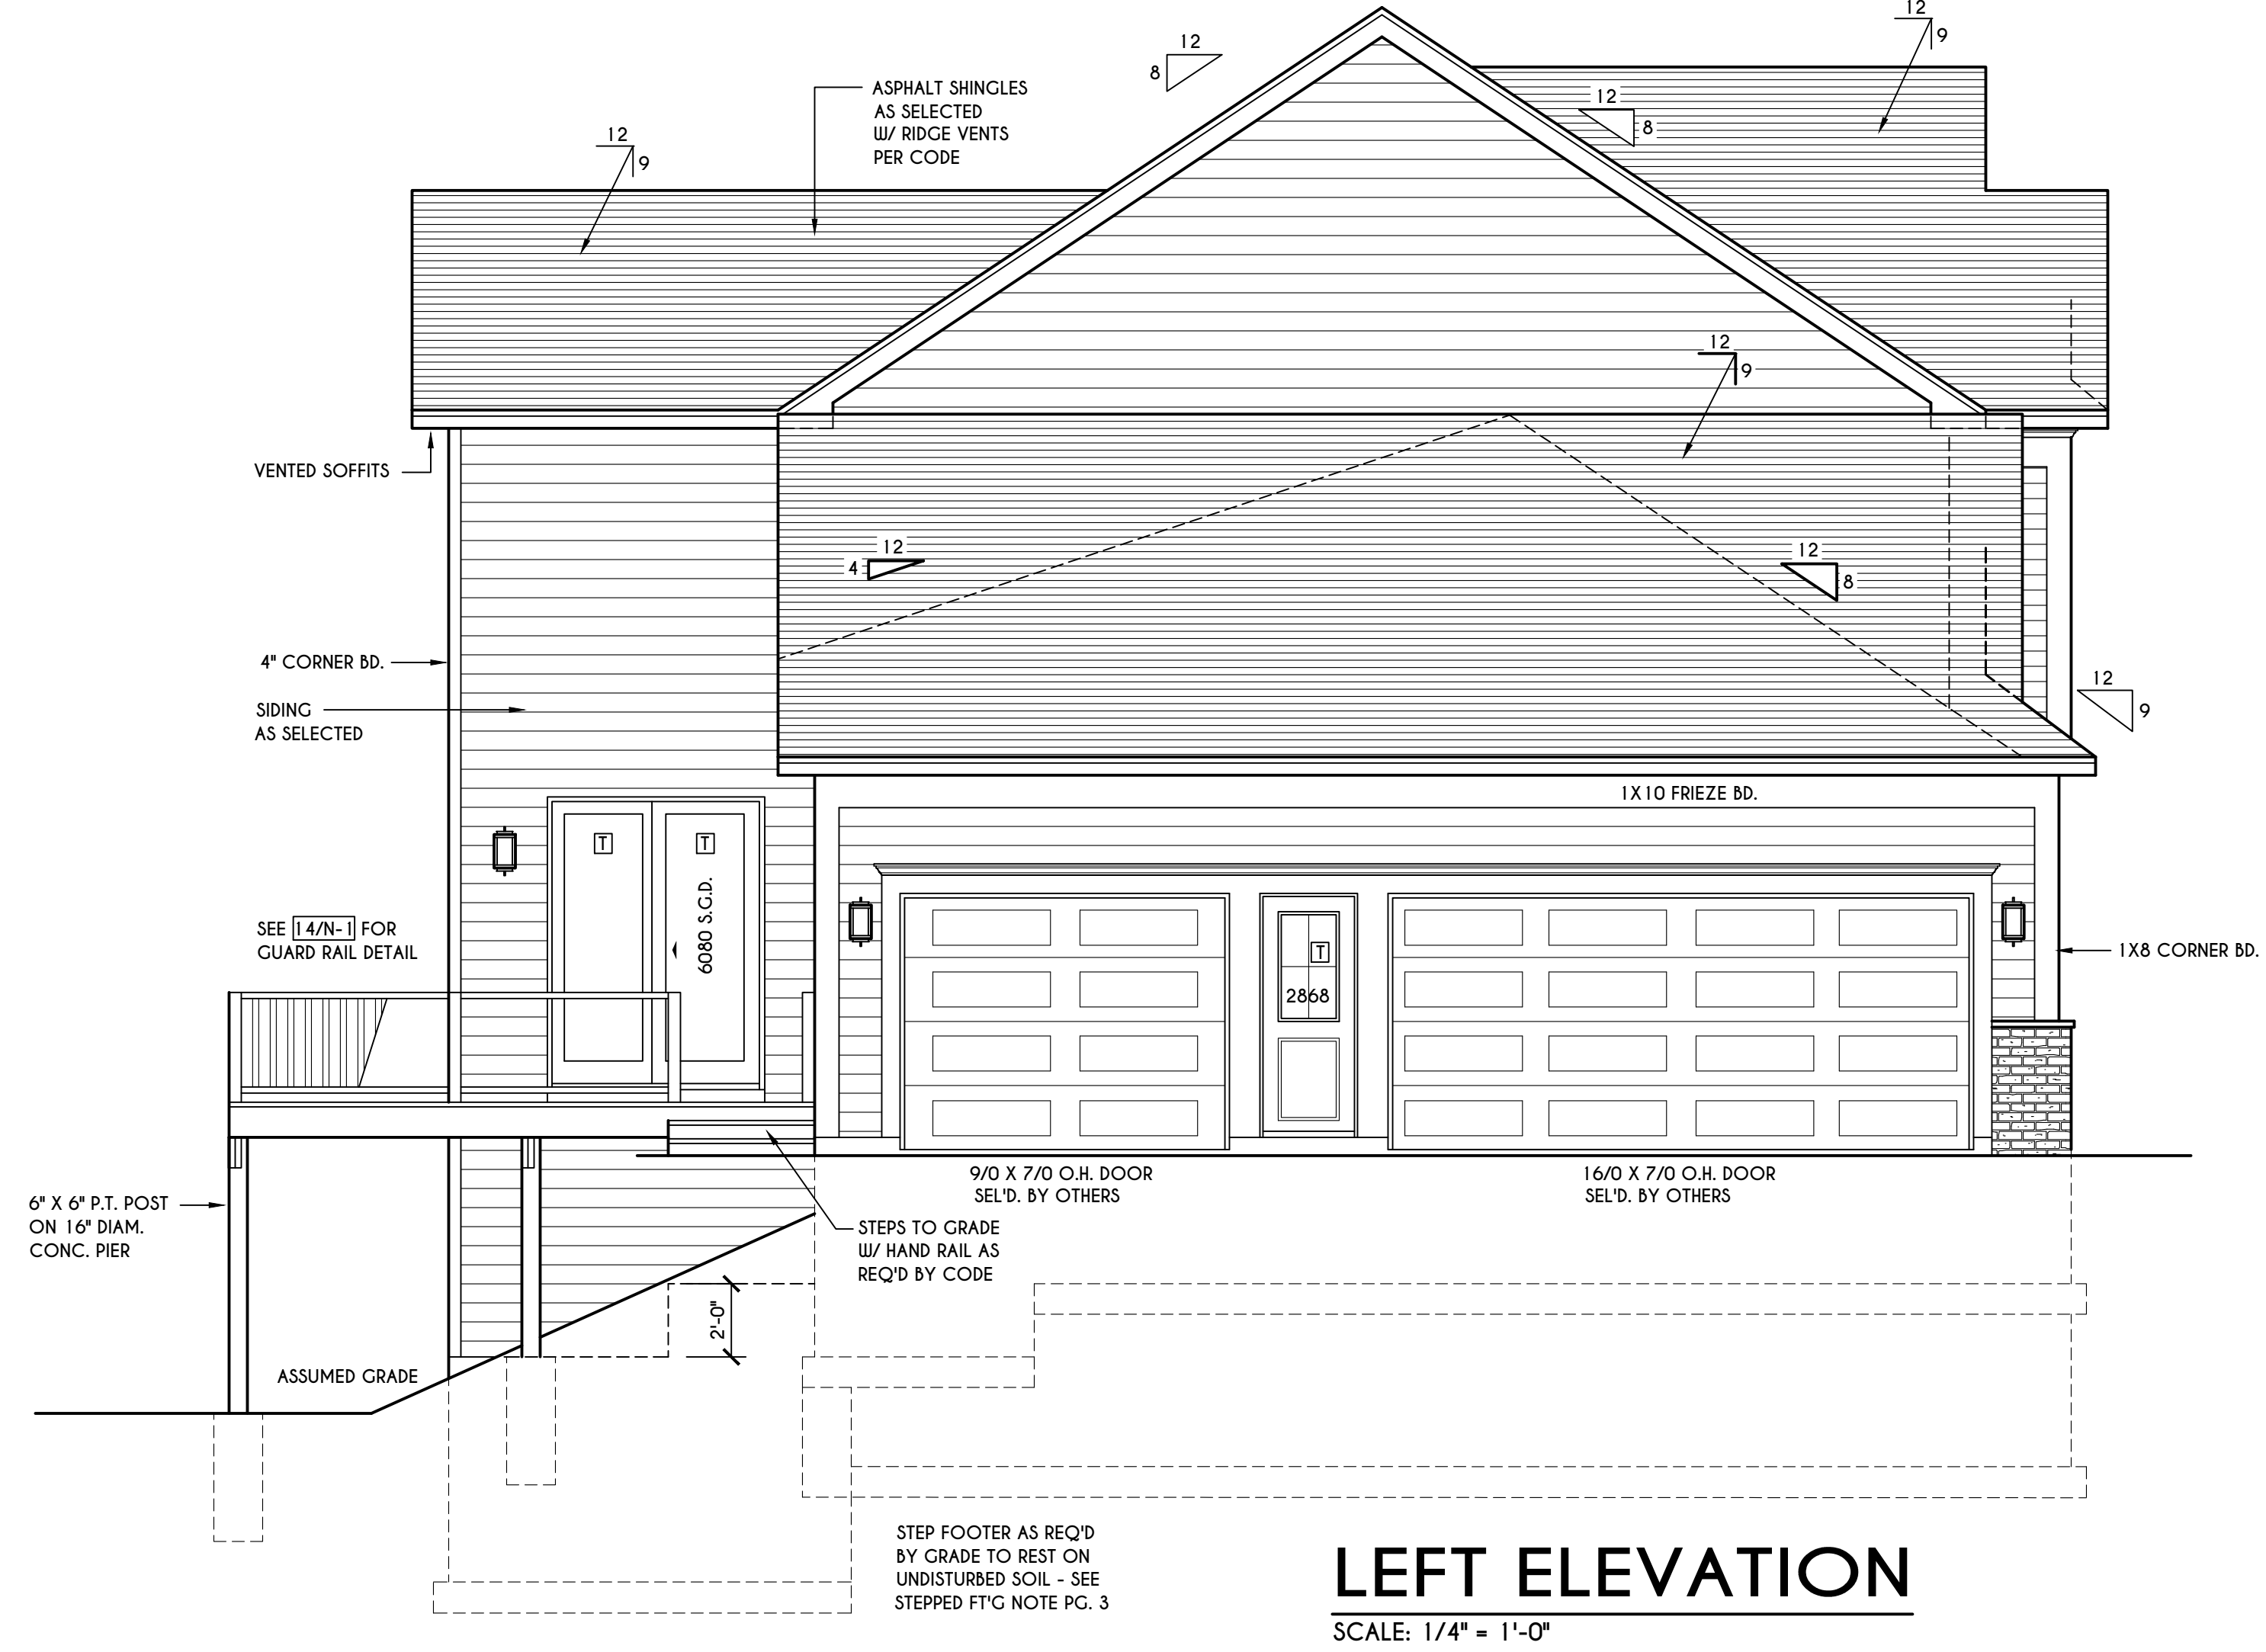 12
9
12
8
ASPHALT SHINGLES
AS SELECTED
W/ RIDGE VENTS
PER CODE
12
8
12
9
12
9
VENTED SOFFITS
12
4
12
8
4" CORNER BD.
SIDING
AS SELECTED
12
9
1X10 FRIEZE BD.
T
T
6080 S.G.D.
SEE 14/N-1 FOR
GUARD RAIL DETAIL
T
2868
1X8 CORNER BD.
9/0 X 7/0 O.H. DOOR
SEL'D. BY OTHERS
16/0 X 7/0 O.H. DOOR
SEL'D. BY OTHERS
6" X 6" P.T. POST
ON 16" DIAM.
CONC. PIER
STEPS TO GRADE
W/ HAND RAIL AS
REQ'D BY CODE
2'-0"
ASSUMED GRADE
STEP FOOTER AS REQ'D
BY GRADE TO REST ON
UNDISTURBED SOIL - SEE
STEPPED FT'G NOTE PG. 3
LEFT ELEVATION
SCALE: 1/4" = 1'-0"